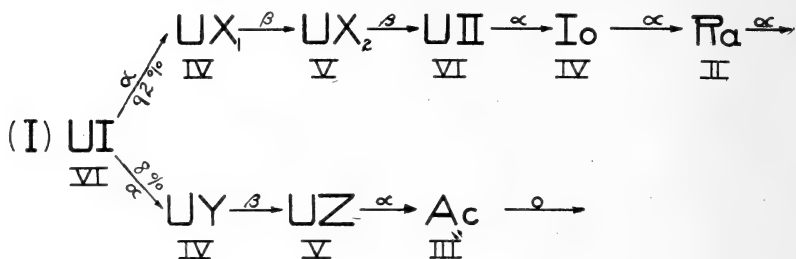 UX₁ β UX₂ β UII α Io α Ra α
IV V VI IV II
α 92%
(I) UI
VI
8% α
UY β UZ α Ac o
IV V III